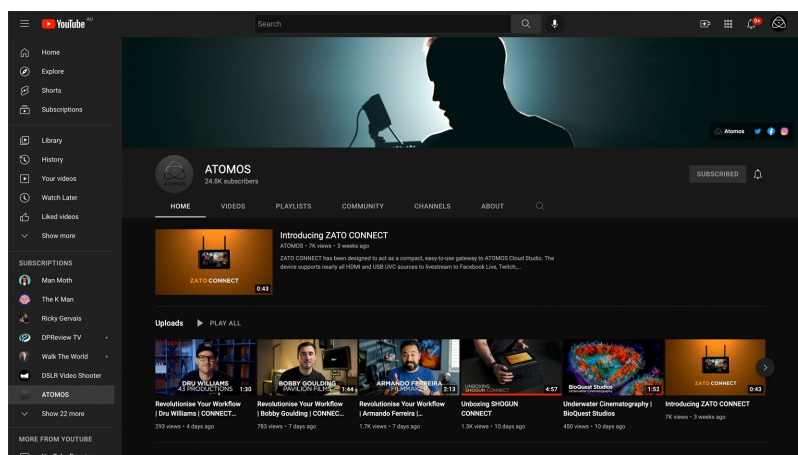 YouTube AU
Search
9+
Home
Explore
Shorts
Subscriptions
Library
History
Your videos
Watch Later
Liked videos
Show more
SUBSCRIPTIONS
Man Moth
The K Man
Ricky Gervais
DPReview TV
Walk The World
DSLR Video Shooter
ATOMOS
Show 22 more
MORE FROM YOUTUBE
Atomos
ATOMOS
ATOMOS
24.8K subscribers
SUBSCRIBED
HOME VIDEOS PLAYLISTS COMMUNITY CHANNELS ABOUT
ZATO CONNECT
0:43
Introducing ZATO CONNECT
ATOMOS • 7K views • 3 weeks ago
ZATO CONNECT has been designed to act as a compact, easy-to-use gateway to ATOMOS Cloud Studio. The
device supports nearly all HDMI and USB UVC sources to livestream to Facebook Live, Twitch,...
Uploads PLAY ALL
DRU WILLIAMS
43 PRODUCTIONS
1:30
Revolutionise Your Workflow
| Dru Williams | CONNECT...
293 views • 4 days ago
BOBBY GOULDING
PAVILION FILMS
1:44
Revolutionise Your Workflow
| Bobby Goulding | CONNEC...
783 views • 7 days ago
ARMANDO FERREIRA
FILMMAKER
2:13
Revolutionise Your Workflow
| Armando Ferreira |...
1.7K views • 7 days ago
UNBOXING
SHOGUN CONNECT
4:57
Unboxing SHOGUN
CONNECT
1.5K views • 10 days ago
BioQuest Studios
1:52
Underwater Cinematography |
BioQuest Studios
450 views • 10 days ago
ZATO CONNECT
0:43
Introducing ZATO CONNECT
7K views • 3 weeks ago